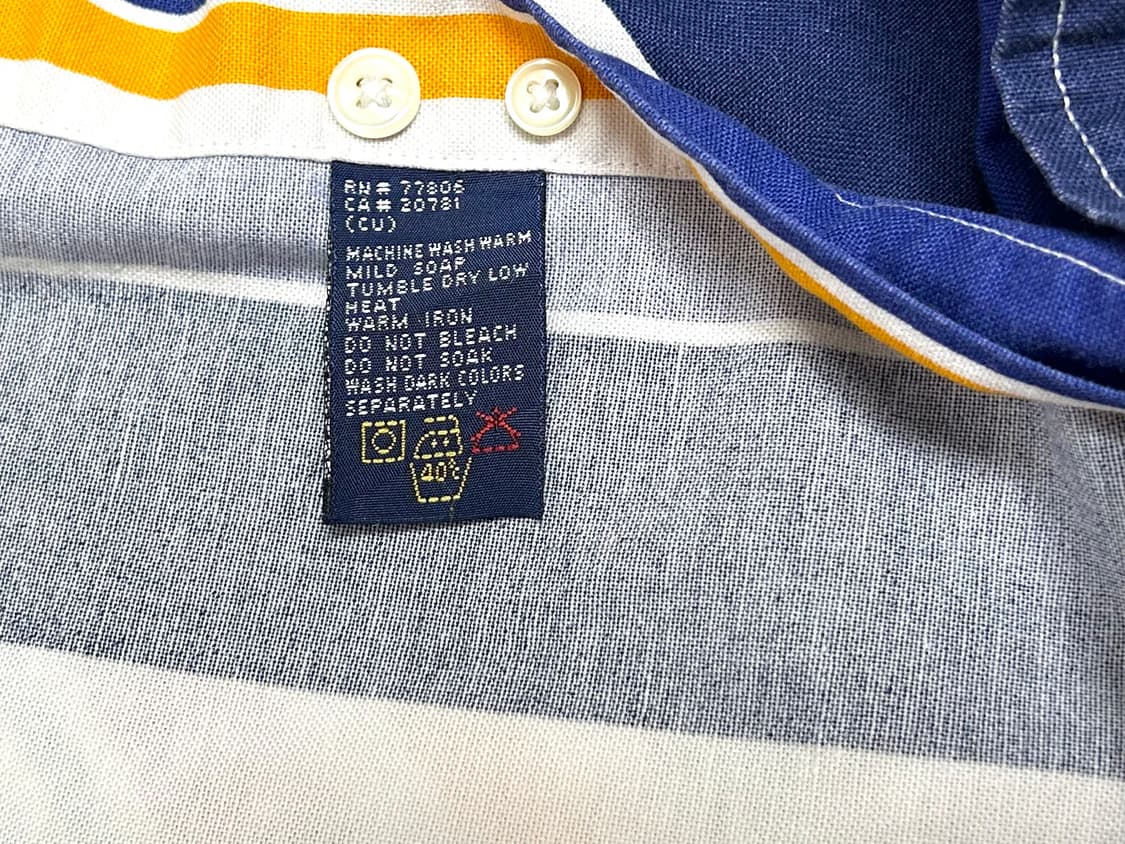 RN# 77806
CA# 20781
(CU)
MACHINE WASH WARM
MILD SOAP
TUMBLE DRY LOW
HEAT
WARM IRON
DO NOT BLEACH
DO NOT SOAK
WASH DARK COLORS
SEPARATELY
40°C